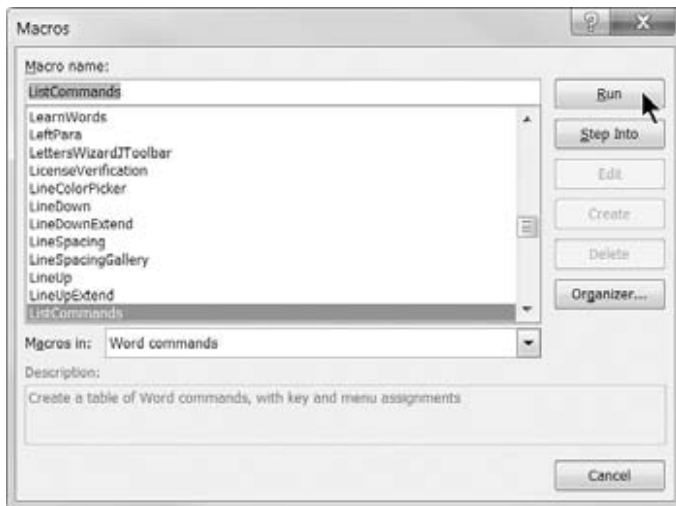 Macros
Macro name:
ListCommands
Run
LearnWords
LeftPara
LettersWizardJToolbar
LicenseVerification
LineColorPicker
LineDown
LineDownExtend
LineSpacing
LineSpacingGallery
LineUp
LineUpExtend
ListCommands
Step Into
Edit
Create
Delete
Organizer...
Macros in: Word commands
Description:
Create a table of Word commands, with key and menu assignments
Cancel